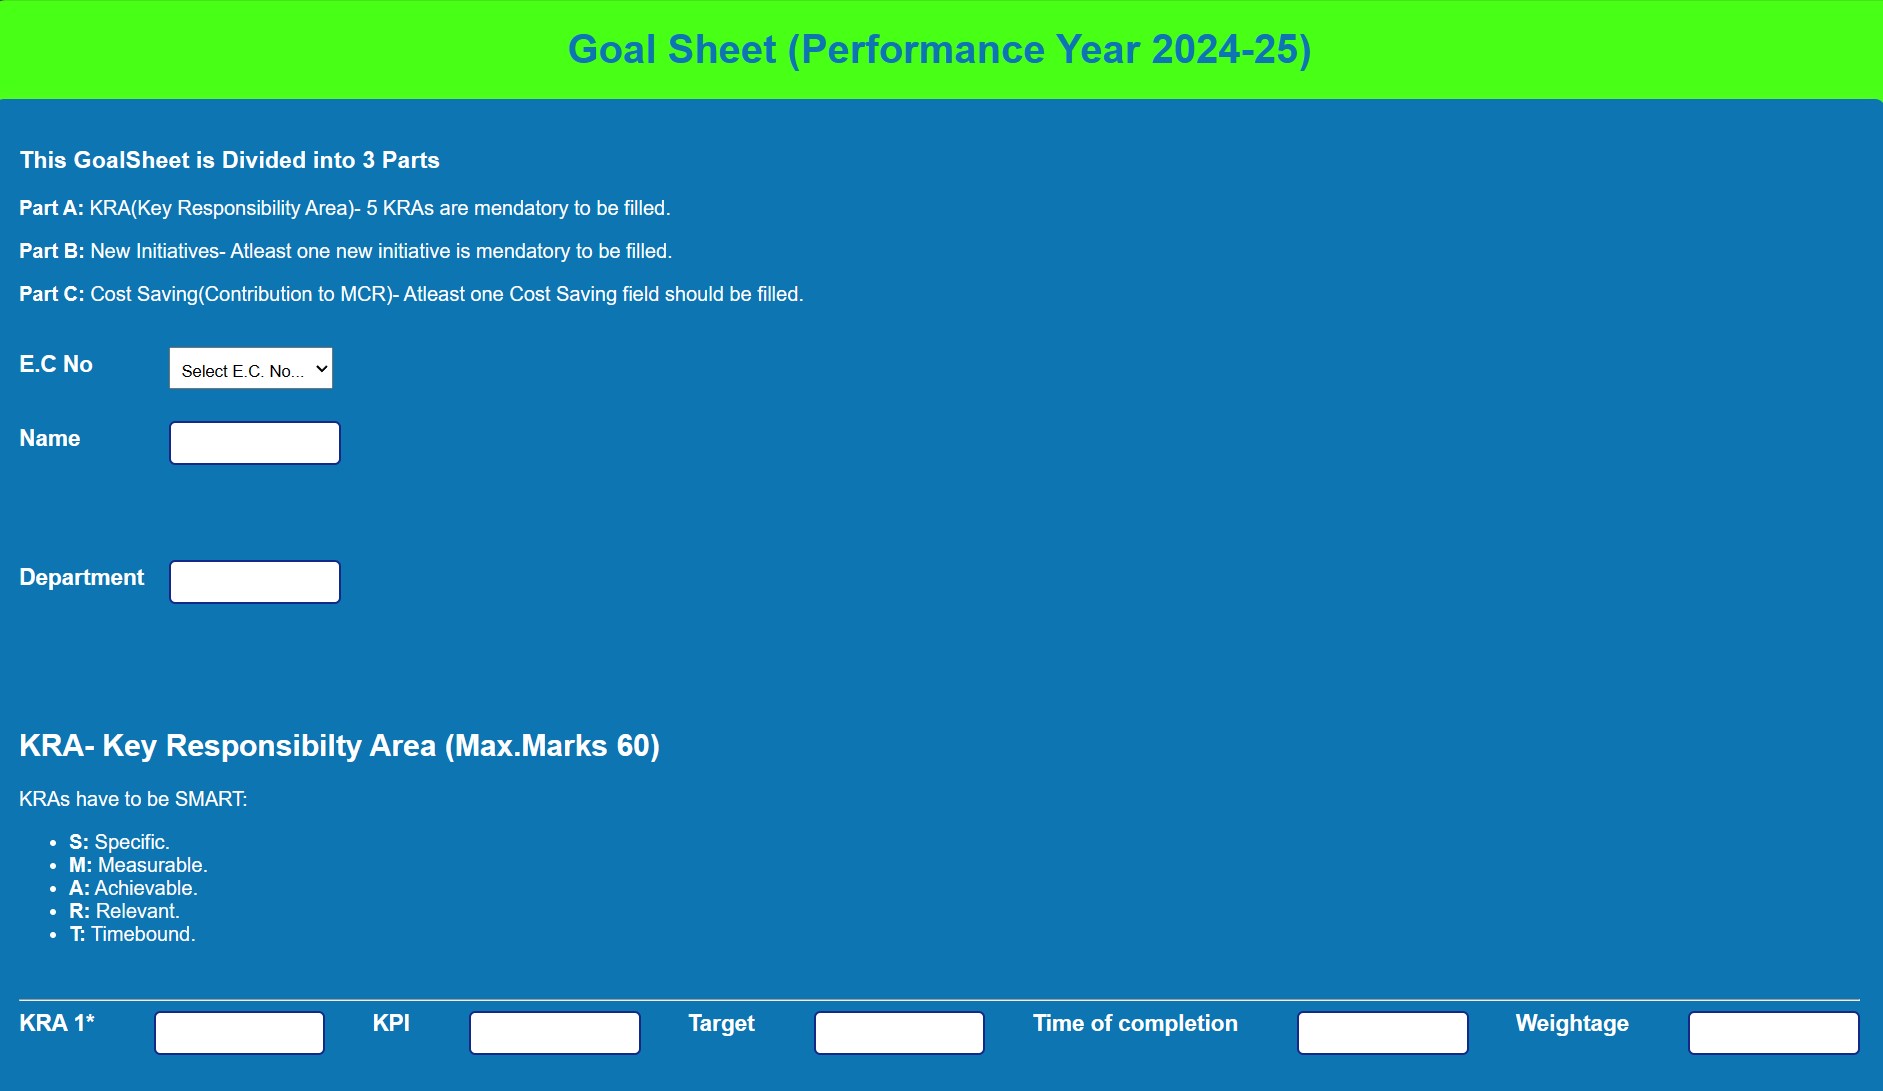 Goal Sheet (Performance Year 2024-25)
This GoalSheet is Divided into 3 Parts
Part A: KRA(Key Responsibility Area)- 5 KRAs are mendatory to be filled.
Part B: New Initiatives- Atleast one new initiative is mendatory to be filled.
Part C: Cost Saving(Contribution to MCR)- Atleast one Cost Saving field should be filled.
E.C No Select E.C. No...
Name
Department
KRA- Key Responsibilty Area (Max.Marks 60)
KRAs have to be SMART:
• S: Specific.
• M: Measurable.
• A: Achievable.
• R: Relevant.
• T: Timebound.
KRA 1* KPI Target Time of completion Weightage